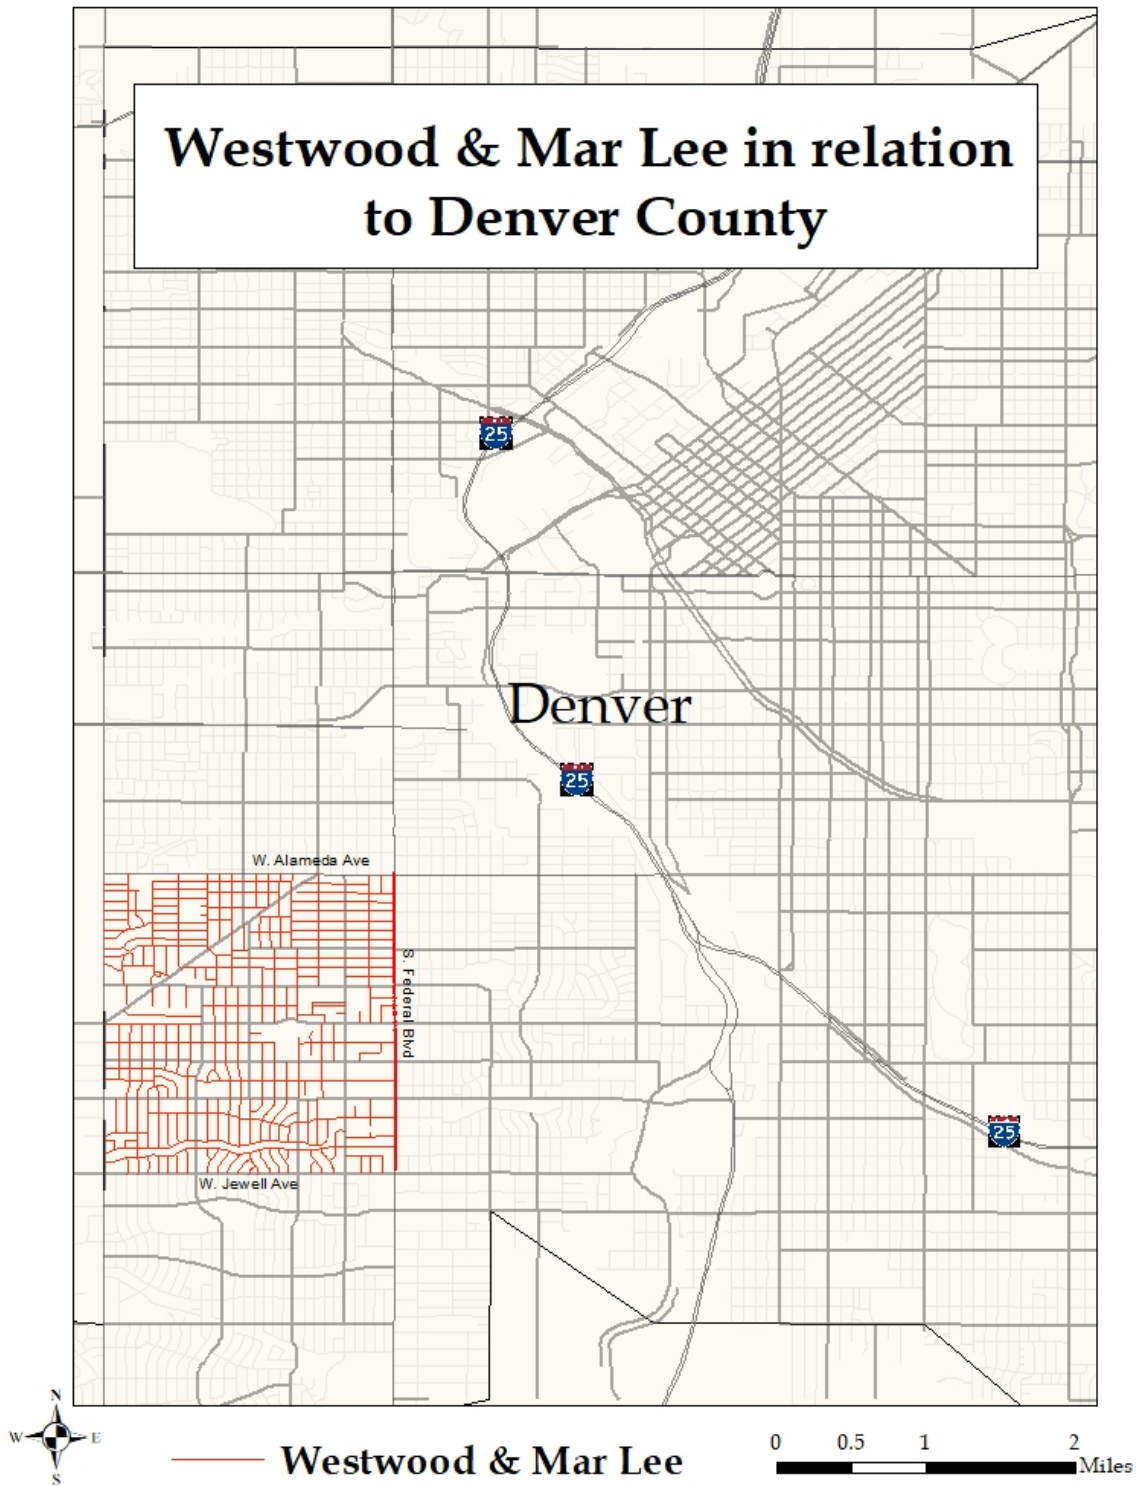 Westwood & Mar Lee in relation
to Denver County
25
Denver
25
W. Alameda Ave
S. Federal Blvd
25
W. Jewell Ave
N
W E
S
Westwood & Mar Lee
0 0.5 1 2
Miles